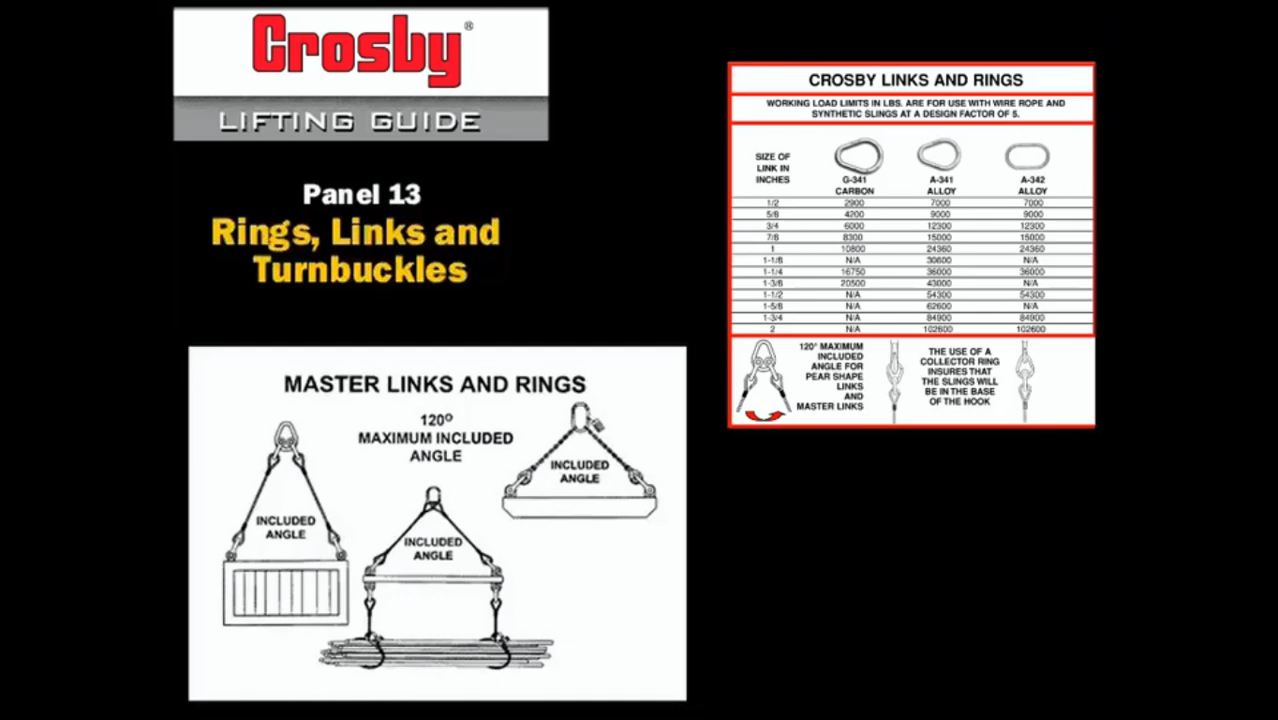 Crosby®
LIFTING GUIDE
Panel 13
Rings, Links and
Turnbuckles
MASTER LINKS AND RINGS
120º
MAXIMUM INCLUDED
ANGLE
INCLUDED
ANGLE
INCLUDED
ANGLE
INCLUDED
ANGLE
CROSBY LINKS AND RINGS
WORKING LOAD LIMITS IN LBS. ARE FOR USE WITH WIRE ROPE AND
SYNTHETIC SLINGS AT A DESIGN FACTOR OF 5.
SIZE OF
LINK IN
INCHES
G-341
CARBON
A-341
ALLOY
A-342
ALLOY
1/2 2900 7000 7000
5/8 4200 9000 9000
3/4 6000 12300 12300
7/8 8300 15000 15000
1 10800 24360 24360
1-1/8 N/A 30600 N/A
1-1/4 16750 36000 36000
1-3/8 20500 43000 N/A
1-1/2 N/A 54300 54300
1-5/8 N/A 62600 N/A
1-3/4 N/A 84900 84900
2 N/A 102600 102600
120° MAXIMUM
INCLUDED
ANGLE FOR
PEAR SHAPE
LINKS
AND
MASTER LINKS
THE USE OF A
COLLECTOR RING
INSURES THAT
THE SLINGS WILL
BE IN THE BASE
OF THE HOOK